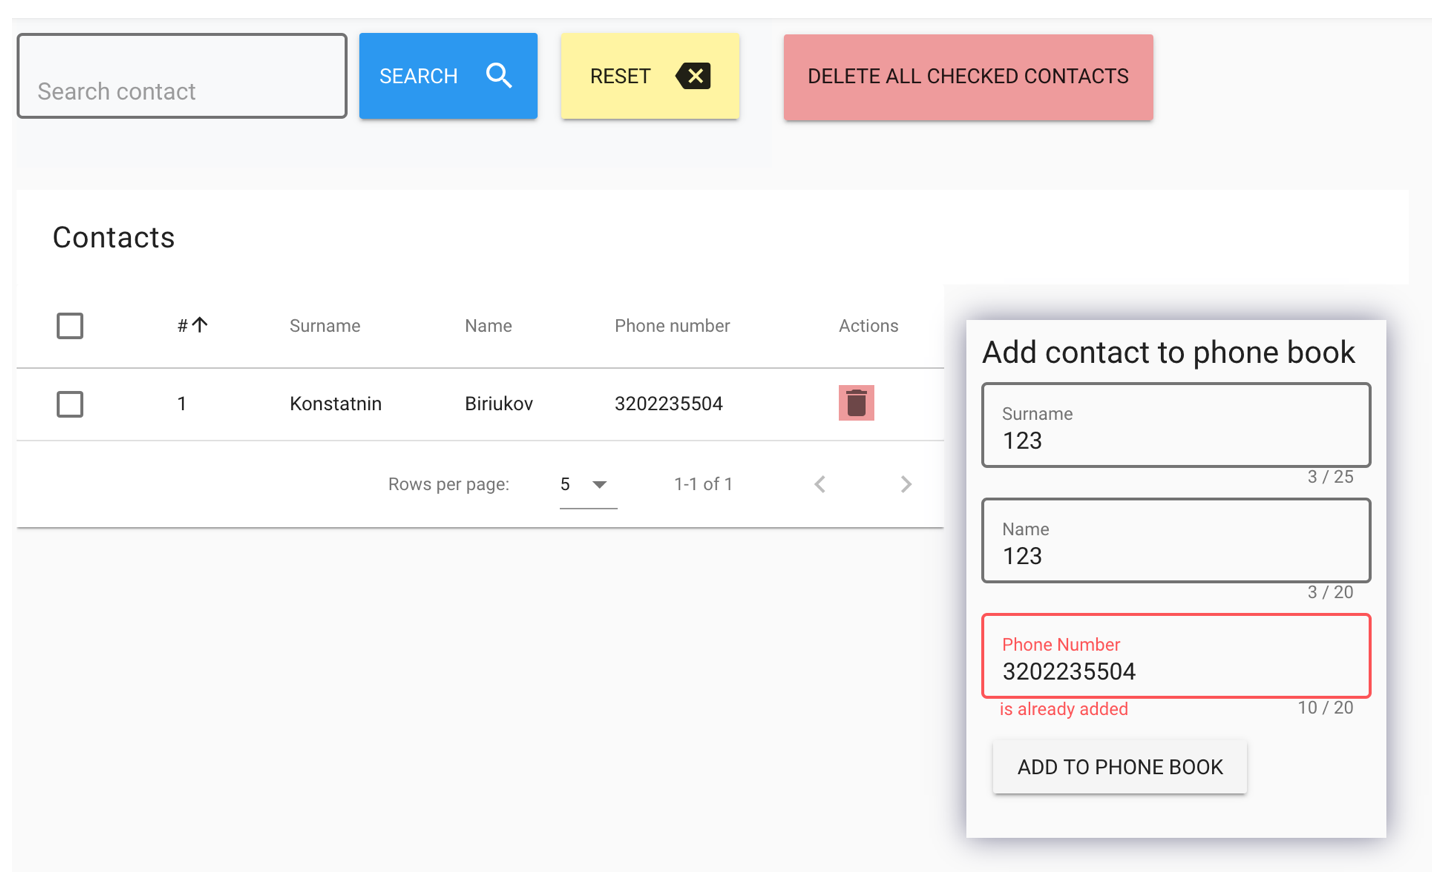 Search contact
SEARCH
RESET
DELETE ALL CHECKED CONTACTS
Contacts
# Surname Name Phone number Actions
1 Konstatnin Biriukov 3202235504
Rows per page: 5 1-1 of 1
Add contact to phone book
Surname
123
3 / 25
Name
123
3 / 20
Phone Number
3202235504
is already added 10 / 20
ADD TO PHONE BOOK